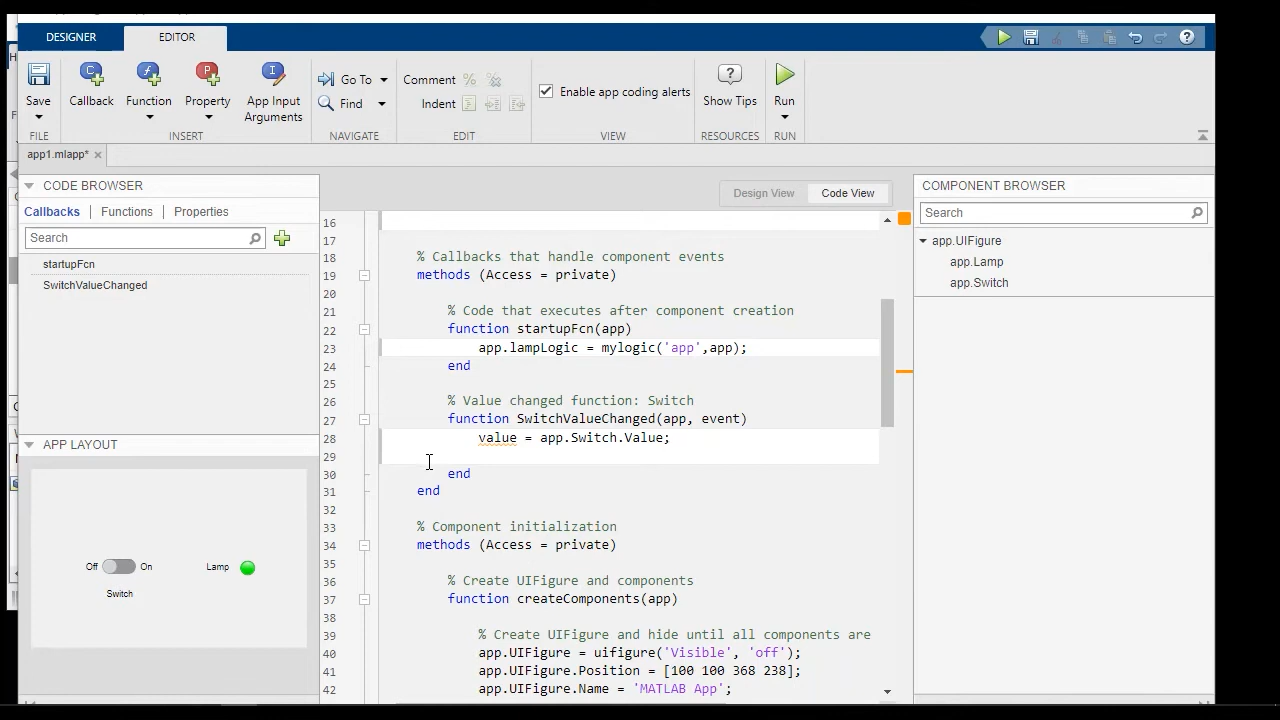 DESIGNER EDITOR
Save Callback Function Property App Input Arguments Go To Find Comment Indent Enable app coding alerts Show Tips Run
FILE INSERT NAVIGATE EDIT VIEW RESOURCES RUN
app1.mlapp* ×
CODE BROWSER
Callbacks | Functions | Properties
Search
startupFcn
SwitchValueChanged
APP LAYOUT
Off On Lamp
Switch
Design View Code View
16
17
18 % Callbacks that handle component events
19 methods (Access = private)
20
21 % Code that executes after component creation
22 function startupFcn(app)
23 app.lampLogic = mylogic('app',app);
24 end
25
26 % Value changed function: Switch
27 function SwitchValueChanged(app, event)
28 value = app.Switch.Value;
29
30 end
31 end
32
33 % Component initialization
34 methods (Access = private)
35
36 % Create UIFigure and components
37 function createComponents(app)
38
39 % Create UIFigure and hide until all components are
40 app.UIFigure = uifigure('Visible', 'off');
41 app.UIFigure.Position = [100 100 368 238];
42 app.UIFigure.Name = 'MATLAB App';
COMPONENT BROWSER
Search
app.UIFigure
app.Lamp
app.Switch